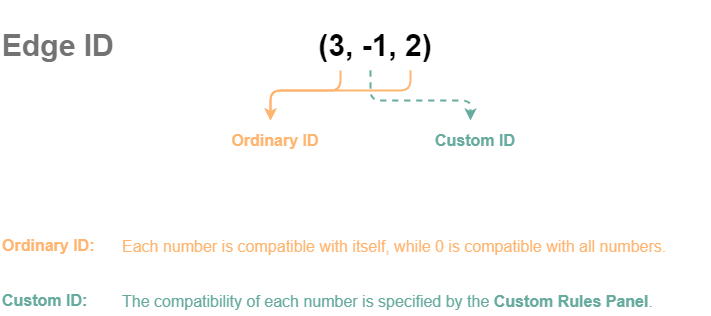 Edge ID
(3, -1, 2)
Ordinary ID
Custom ID
Ordinary ID: Each number is compatible with itself, while 0 is compatible with all numbers.
Custom ID: The compatibility of each number is specified by the Custom Rules Panel.